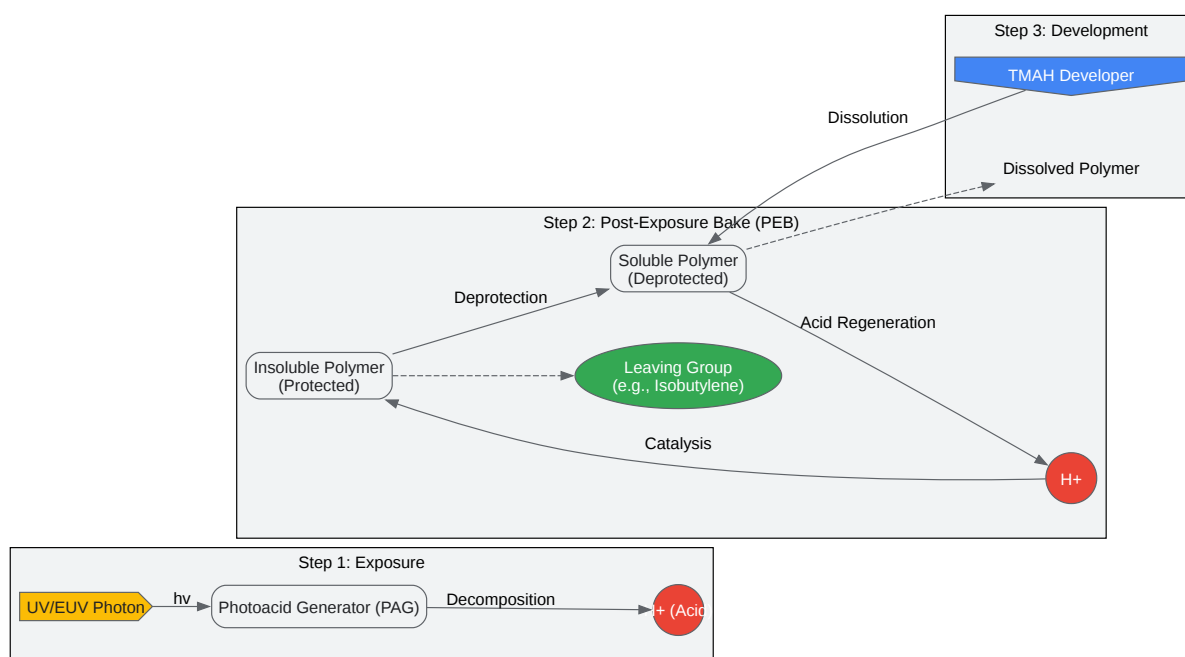 Step 3: Development
TMAH Developer
Dissolution
Dissolved Polymer
Step 2: Post-Exposure Bake (PEB)
Soluble Polymer
(Deprotected)
Deprotection
Acid Regeneration
Insoluble Polymer
(Protected)
Leaving Group
(e.g., Isobutylene)
Catalysis
H+
Step 1: Exposure
UV/EUV Photon
hv
Photoacid Generator (PAG)
Decomposition
+ (Acid